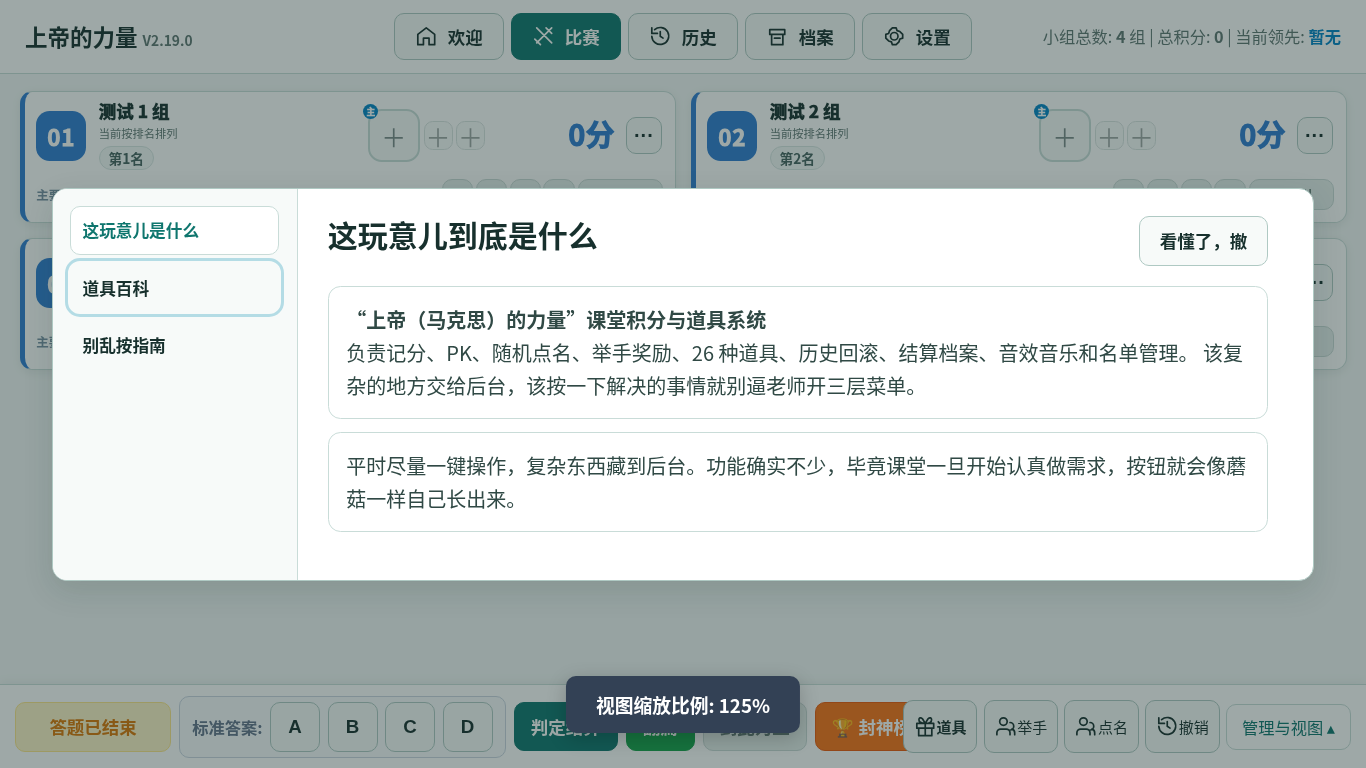 上帝的力量 V2.19.0
欢迎
比赛
历史
档案
设置
小组总数: 4 组 | 总积分: 0 | 当前领先: 暂无
01
测试 1 组
当前按排名排列
第1名
主
0分
...
02
测试 2 组
当前按排名排列
第2名
主
0分
...
这玩意儿是什么
道具百科
别乱按指南
这玩意儿到底是什么
看懂了，撤
“上帝（马克思）的力量”课堂积分与道具系统
负责记分、PK、随机点名、举手奖励、26 种道具、历史回滚、结算档案、音效音乐和名单管理。 该复
杂的地方交给后台，该按一下解决的事情就别逼老师开三层菜单。
平时尽量一键操作，复杂东西藏到后台。功能确实不少，毕竟课堂一旦开始认真做需求，按钮就会像蘑
菇一样自己长出来。
视图缩放比例: 125%
答题已结束
标准答案:
A
B
C
D
判定
封神
道具
举手
点名
撤销
管理与视图▴